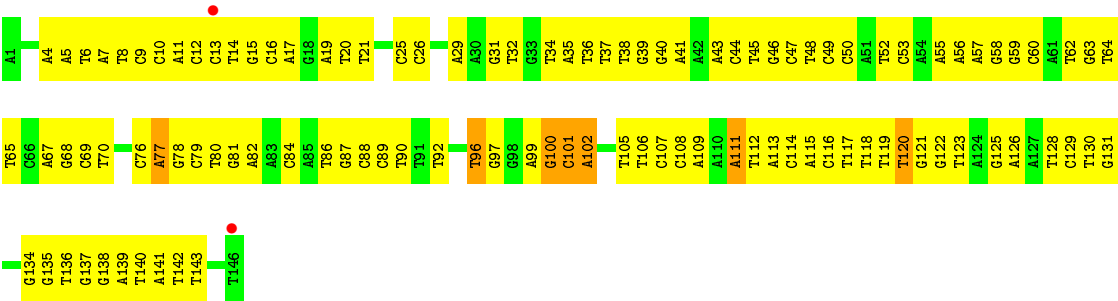 A1 A4 A5 T6 A7 T8 C9 C10 A11 C12 C13 T14 G15 C16 A17 G18 A19 T20 T21 C25 C26 A29 A30 G31 T32 G33 T34 A35 T36 T37 T38 G39 G40 A41 A42 A43 C44 T45 G46 C47 T48 C49 C50 A51 T52 C53 A54 A55 A56 A57 G58 G59 C60 A61 T62 G63 T64
T65 C66 A67 G68 C69 T70 C76 A77 G78 C79 T80 G81 A82 A83 C84 A85 T86 G87 C88 C89 T90 T91 T92 T96 G97 G98 A99 G100 C101 A102 T105 T106 C107 C108 A109 A110 A111 T112 A113 C114 A115 C116 T117 T118 T119 T120 G121 G122 T123 A124 G125 A126 A127 T128 C129 T130 G131
G134 G135 T136 G137 G138 A139 T140 A141 T142 T143 T146